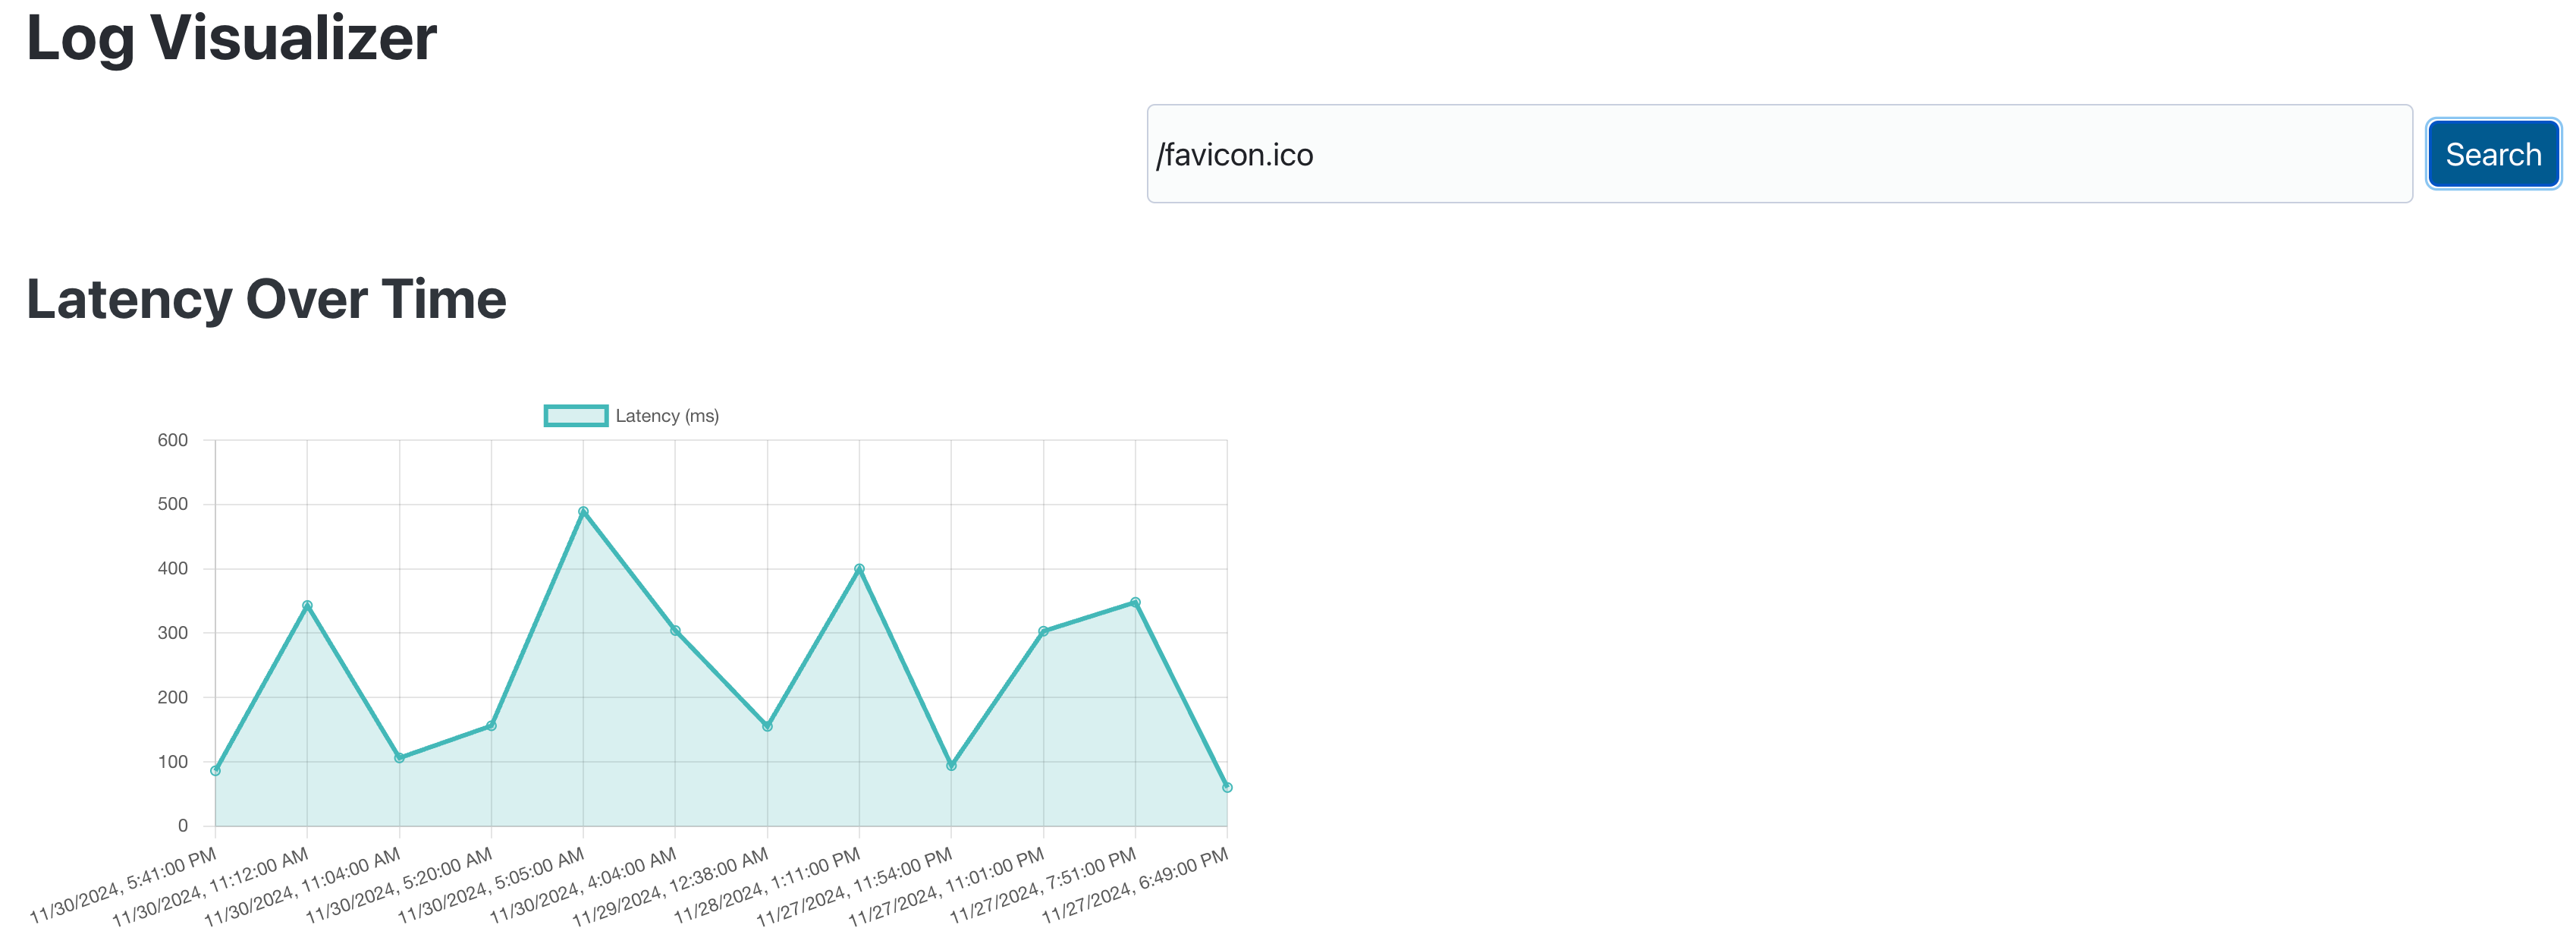 Log Visualizer
/favicon.ico
Search
Latency Over Time
Latency (ms)
600
500
400
300
200
100
0
11/30/2024, 5:41:00 PM
11/30/2024, 11:12:00 AM
11/30/2024, 11:04:00 AM
11/30/2024, 5:20:00 AM
11/30/2024, 5:05:00 AM
11/30/2024, 4:04:00 AM
11/29/2024, 12:38:00 AM
11/28/2024, 1:11:00 PM
11/27/2024, 11:54:00 PM
11/27/2024, 11:01:00 PM
11/27/2024, 7:51:00 PM
11/27/2024, 6:49:00 PM